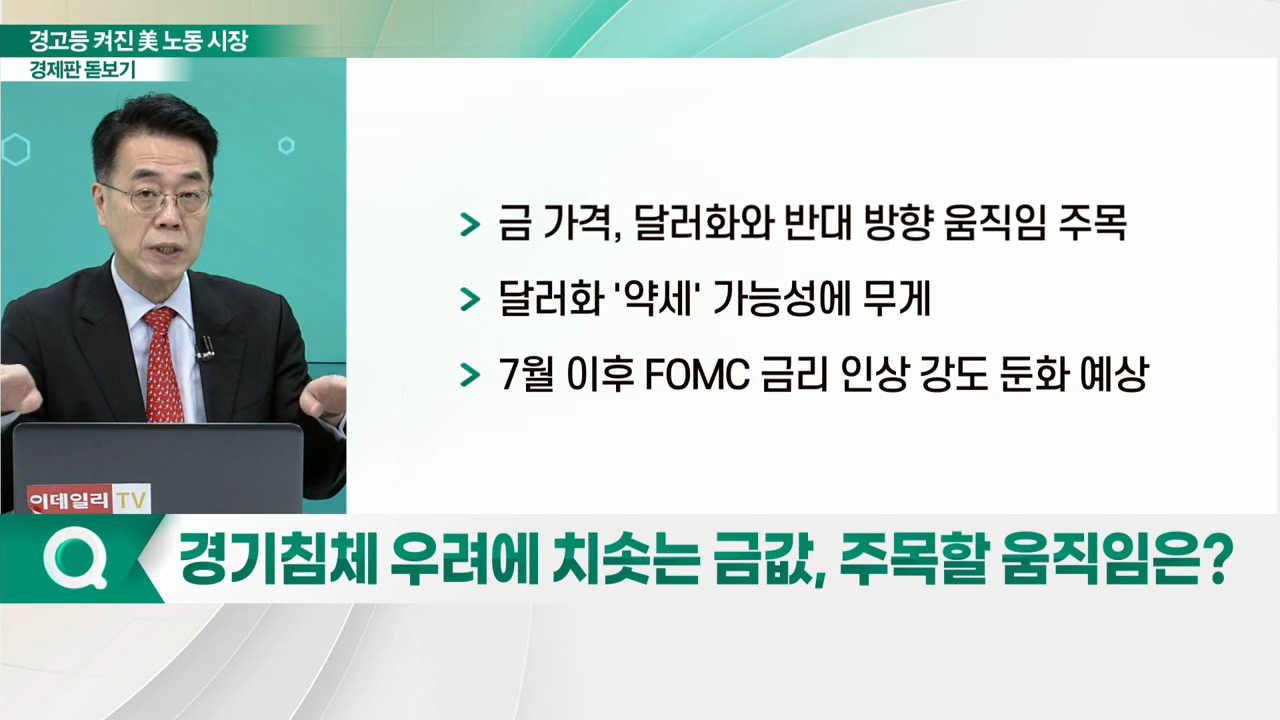 경고등 켜진 美 노동 시장
경제판 돋보기
> 금 가격, 달러화와 반대 방향 움직임 주목
> 달러화 '약세' 가능성에 무게
> 7월 이후 FOMC 금리 인상 강도 둔화 예상
이데일리 TV
Q 경기침체 우려에 치솟는 금값, 주목할 움직임은?